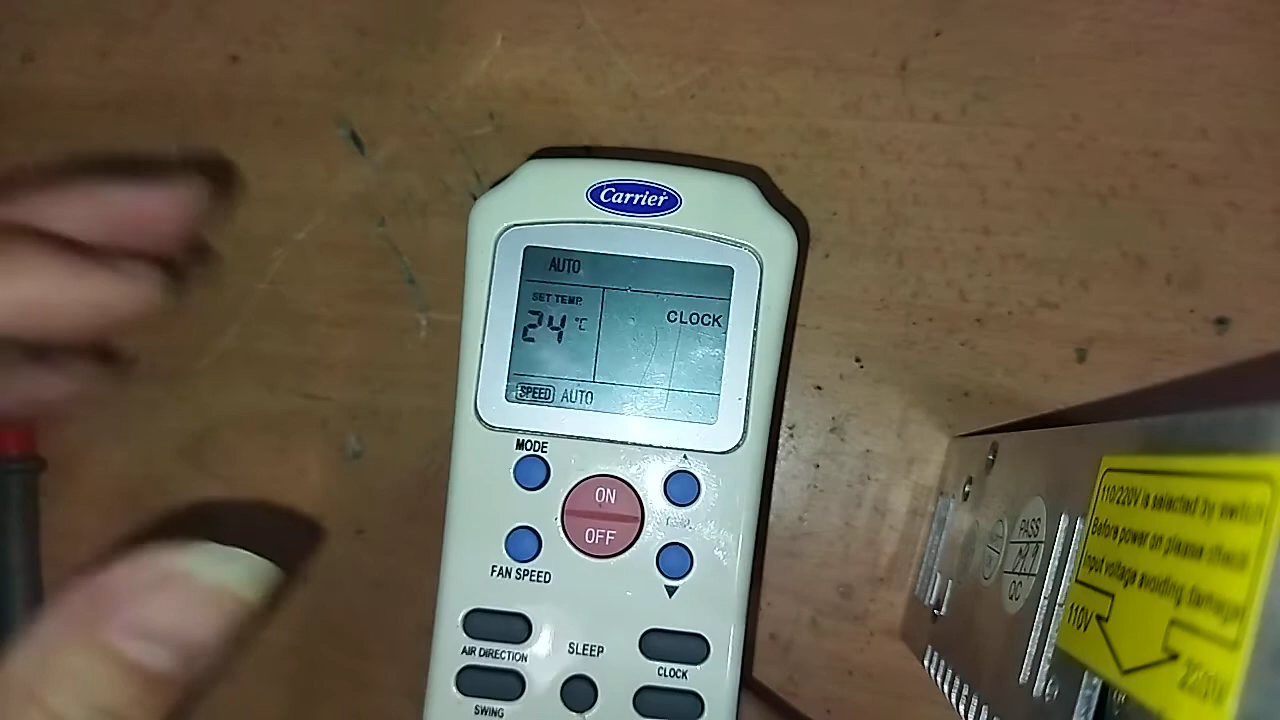 Carrier
AUTO
SET TEMP.
24 °C
CLOCK
SPEED AUTO
MODE
ON
OFF
FAN SPEED
AIR DIRECTION
SLEEP
CLOCK
SWING
PASS
QC
110/220V is selected by switch
Before power on please check
Input voltage avoiding damage!
110V
220V